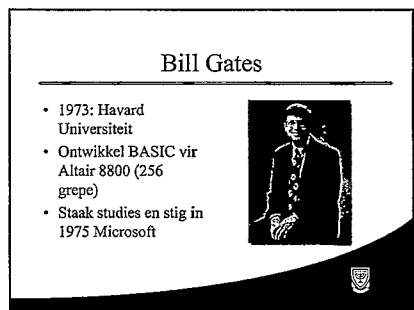 Bill Gates
• 1973: Havard
Universiteit
• Ontwikkel BASIC vir
Altair 8800 (256
grepe)
• Staak studies en stig in
1975 Microsoft